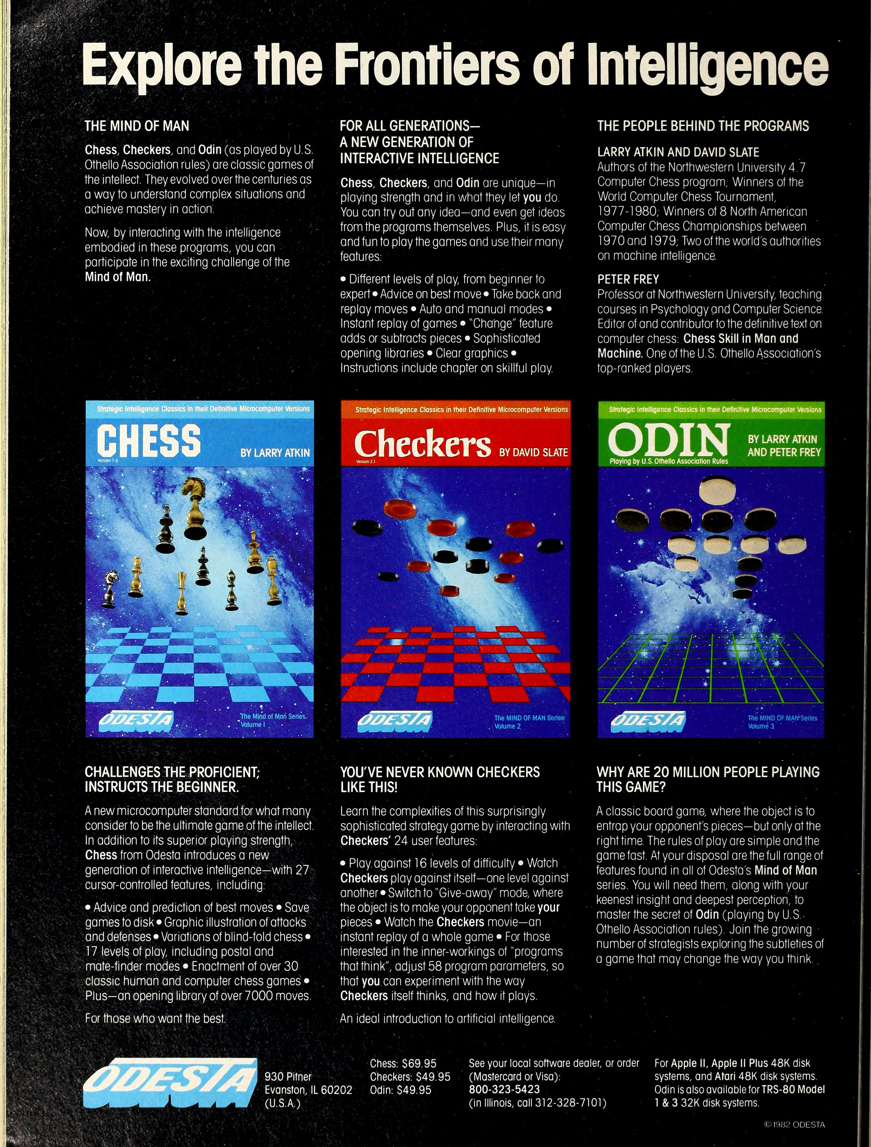 Explore the Frontiers of Intelligence
THE MIND OF MAN
Chess, Checkers, and Odin (as played by U.S.
Othello Association rules) are classic games of
the intellect. They evolved over the centuries as
a way to understand complex situations and
achieve mastery in action.
Now, by interacting with the intelligence
embodied in these programs, you can
participate in the exciting challenge of the
Mind of Man.
FOR ALL GENERATIONS—
A NEW GENERATION OF
INTERACTIVE INTELLIGENCE
Chess, Checkers, and Odin are unique—in
playing strength and in what they let you do.
You can try out any idea—and even get ideas
from the programs themselves. Plus, it is easy
and fun to play the games and use their many
features:
• Different levels of play, from beginner to
expert • Advice on best move • Take back and
replay moves • Auto and manual modes •
Instant replay of games • "Change" feature
adds or subtracts pieces • Sophisticated
opening libraries • Clear graphics •
Instructions include chapter on skillful play.
THE PEOPLE BEHIND THE PROGRAMS
LARRY ATKIN AND DAVID SLATE
Authors of the Northwestern University 4.7
Computer Chess program; Winners of the
World Computer Chess Tournament,
1977-1980; Winners of 8 North American
Computer Chess Championships between
1970 and 1979; Two of the world's authorities
on machine intelligence.
PETER FREY
Professor at Northwestern University, teaching
courses in Psychology and Computer Science.
Editor of and contributor to the definitive text on
computer chess: Chess Skill in Man and
Machine. One of the U.S. Othello Association's
top-ranked players.
Strategic Intelligence Classics in their Definitive Microcomputer Versions
CHESS
Version 7.0
BY LARRY ATKIN
ODESTA
The Mind of Man Series.
Volume 1
Strategic Intelligence Classics in their Definitive Microcomputer Versions
Checkers
Version 2.1
BY DAVID SLATE
ODESTA
The MIND OF MAN Series
Volume 2
Strategic Intelligence Classics in their Definitive Microcomputer Versions
ODIN
Playing by U.S. Othello Association Rules
BY LARRY ATKIN
AND PETER FREY
ODESTA
The MIND OF MAN Series
Volume 3
CHALLENGES THE PROFICIENT;
INSTRUCTS THE BEGINNER.
A new microcomputer standard for what many
consider to be the ultimate game of the intellect.
In addition to its superior playing strength,
Chess from Odesta introduces a new
generation of interactive intelligence—with 27
cursor-controlled features, including:
• Advice and prediction of best moves • Save
games to disk • Graphic illustration of attacks
and defenses • Variations of blind-fold chess •
17 levels of play, including postal and
mate-finder modes • Enactment of over 30
classic human and computer chess games •
Plus—an opening library of over 7000 moves.
For those who want the best.
YOU'VE NEVER KNOWN CHECKERS
LIKE THIS!
Learn the complexities of this surprisingly
sophisticated strategy game by interacting with
Checkers' 24 user features:
• Play against 16 levels of difficulty • Watch
Checkers play against itself—one level against
another • Switch to "Give-away" mode, where
the object is to make your opponent take your
pieces • Watch the Checkers movie—an
instant replay of a whole game • For those
interested in the inner-workings of "programs
that think", adjust 58 program parameters, so
that you can experiment with the way
Checkers itself thinks, and how it plays.
An ideal introduction to artificial intelligence.
WHY ARE 20 MILLION PEOPLE PLAYING
THIS GAME?
A classic board game, where the object is to
entrap your opponent's pieces—but only at the
right time. The rules of play are simple and the
game fast. At your disposal are the full range of
features found in all of Odesta's Mind of Man
series. You will need them, along with your
keenest insight and deepest perception, to
master the secret of Odin (playing by U.S.
Othello Association rules). Join the growing
number of strategists exploring the subtleties of
a game that may change the way you think.
ODESTA
930 Pitner
Evanston, IL 60202
(U.S.A.)
Chess: $69.95
Checkers: $49.95
Odin: $49.95
See your local software dealer, or order
(Mastercard or Visa):
800-323-5423
(in Illinois, call 312-328-7101)
For Apple II, Apple II Plus 48K disk
systems, and Atari 48K disk systems.
Odin is also available for TRS-80 Model
1 & 3 32K disk systems.
© 1982 ODESTA